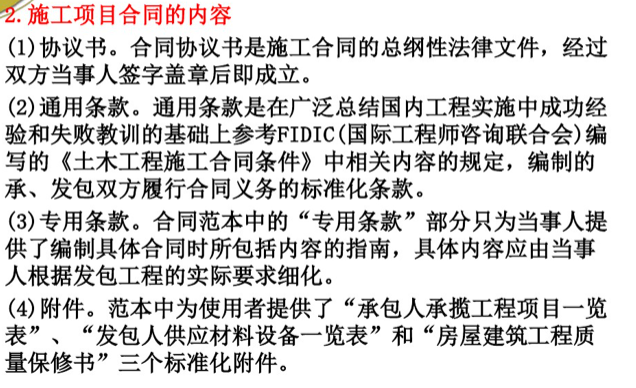 2.施工项目合同的内容
(1)协议书。合同协议书是施工合同的总纲性法律文件，经过
双方当事人签字盖章后即成立。
(2)通用条款。通用条款是在广泛总结国内工程实施中成功经
验和失败教训的基础上参考FIDIC(国际工程师咨询联合会)编
写的《土木工程施工合同条件》中相关内容的规定，编制的
承、发包双方履行合同义务的标准化条款。
(3)专用条款。合同范本中的“专用条款”部分只为当事人提
供了编制具体合同时所包括内容的指南，具体内容应由当事
人根据发包工程的实际要求细化。
(4)附件。范本中为使用者提供了“承包人承揽工程项目一览
表”、“发包人供应材料设备一览表”和“房屋建筑工程质
量保修书”三个标准化附件。